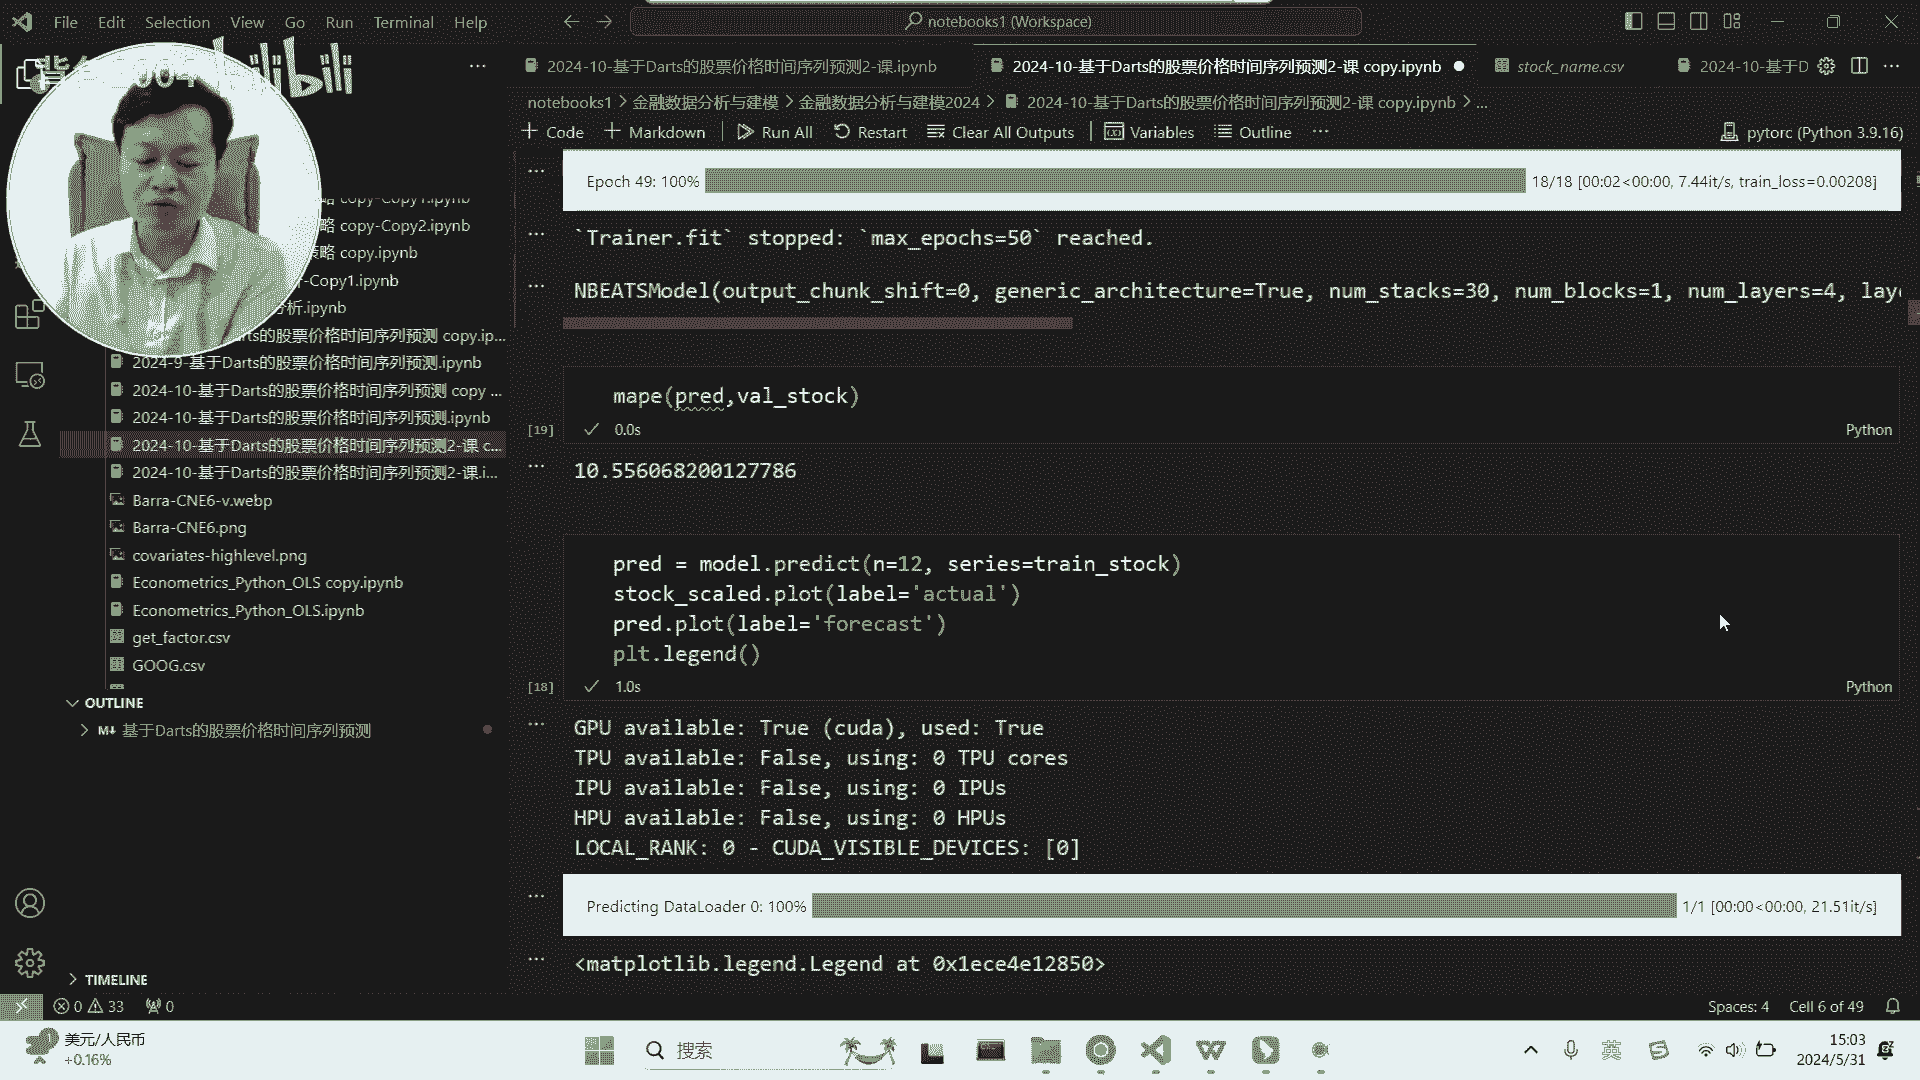 File Edit Selection View Go Run Terminal Help
notebooks1 (Workspace)
bilibili
2024-10-基于Darts的股票价格时间序列预测2-课.ipynb
2024-10-基于Darts的股票价格时间序列预测2-课 copy.ipynb
stock_name.csv
2024-10-基于D
notebooks1 > 金融数据分析与建模 > 金融数据分析与建模2024 > 2024-10-基于Darts的股票价格时间序列预测2-课 copy.ipynb > ...
+ Code + Markdown Run All Restart Clear All Outputs Variables Outline ...
pytorc (Python 3.9.16)
略 copy-Copy1.ipynb
略 copy-Copy2.ipynb
策略 copy.ipynb
-Copy1.ipynb
分析.ipynb
arts的股票价格时间序列预测 copy.ip...
2024-9-基于Darts的股票价格时间序列预测.ipynb
2024-10-基于Darts的股票价格时间序列预测 copy ...
2024-10-基于Darts的股票价格时间序列预测.ipynb
2024-10-基于Darts的股票价格时间序列预测2-课 c...
2024-10-基于Darts的股票价格时间序列预测2-课.i...
Barra-CNE6-v.webp
Barra-CNE6.png
covariates-highlevel.png
Econometrics_Python_OLS copy.ipynb
Econometrics_Python_OLS.ipynb
get_factor.csv
GOOG.csv
OUTLINE
M↓ 基于Darts的股票价格时间序列预测
TIMELINE
Epoch 49: 100% 18/18 [00:02<00:00, 7.44it/s, train_loss=0.00208]
`Trainer.fit` stopped: `max_epochs=50` reached.
NBEATSModel(output_chunk_shift=0, generic_architecture=True, num_stacks=30, num_blocks=1, num_layers=4, lay
mape(pred,val_stock)
[19] 0.0s Python
10.556068200127786
pred = model.predict(n=12, series=train_stock)
stock_scaled.plot(label='actual')
pred.plot(label='forecast')
plt.legend()
[18] 1.0s Python
GPU available: True (cuda), used: True
TPU available: False, using: 0 TPU cores
IPU available: False, using: 0 IPUs
HPU available: False, using: 0 HPUs
LOCAL_RANK: 0 - CUDA_VISIBLE_DEVICES: [0]
Predicting DataLoader 0: 100% 1/1 [00:00<00:00, 21.51it/s]
<matplotlib.legend.Legend at 0x1ece4e12850>
0 33 0
Spaces: 4 Cell 6 of 49
美元/人民币
+0.16%
搜索
英
15:03
2024/5/31